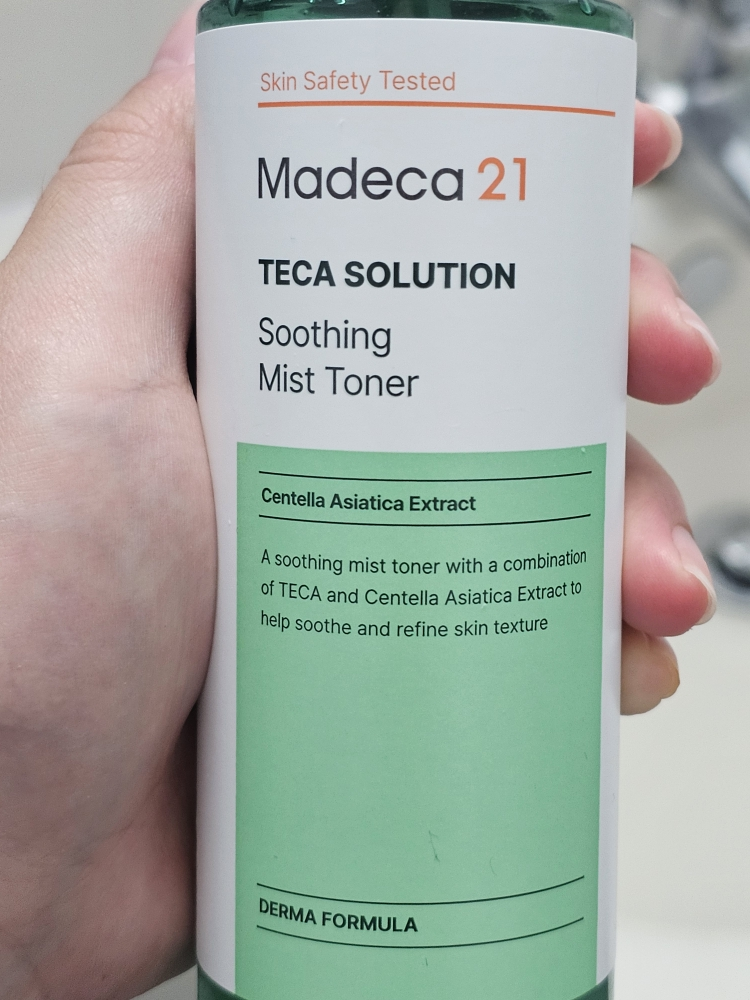 Skin Safety Tested
Madeca 21
TECA SOLUTION
Soothing
Mist Toner
Centella Asiatica Extract
A soothing mist toner with a combination
of TECA and Centella Asiatica Extract to
help soothe and refine skin texture
DERMA FORMULA